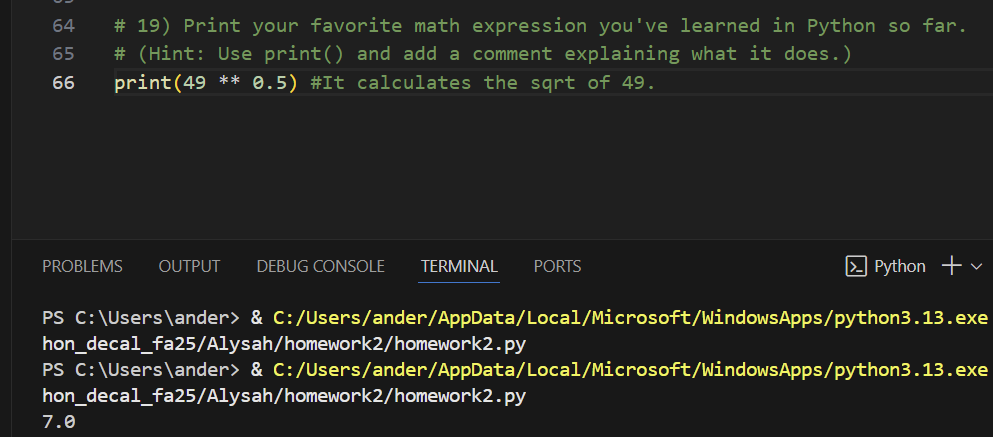 64 # 19) Print your favorite math expression you've learned in Python so far.
65 # (Hint: Use print() and add a comment explaining what it does.)
66 print(49 ** 0.5) #It calculates the sqrt of 49.
PROBLEMS OUTPUT DEBUG CONSOLE TERMINAL PORTS Python
PS C:\Users\ander> & C:/Users/ander/AppData/Local/Microsoft/WindowsApps/python3.13.exe
hon_decal_fa25/Alysah/homework2/homework2.py
PS C:\Users\ander> & C:/Users/ander/AppData/Local/Microsoft/WindowsApps/python3.13.exe
hon_decal_fa25/Alysah/homework2/homework2.py
7.0